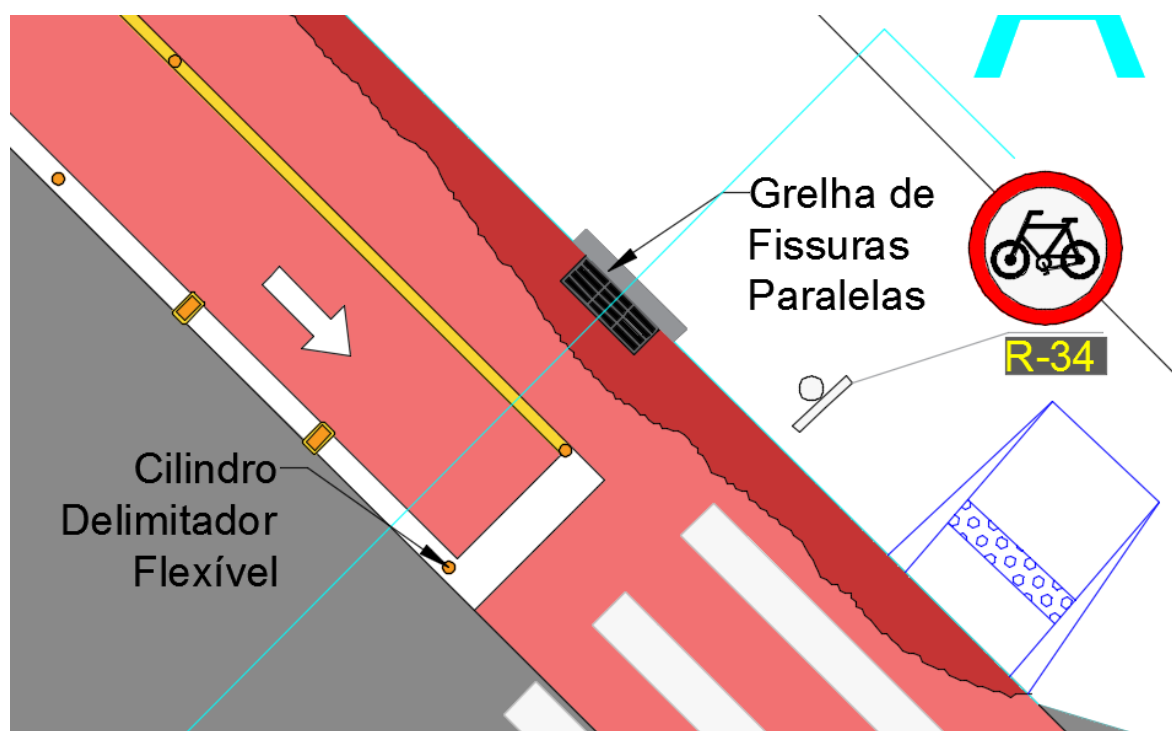 Grelha de
Fissuras
Paralelas
R-34
Cilindro
Delimitador
Flexível